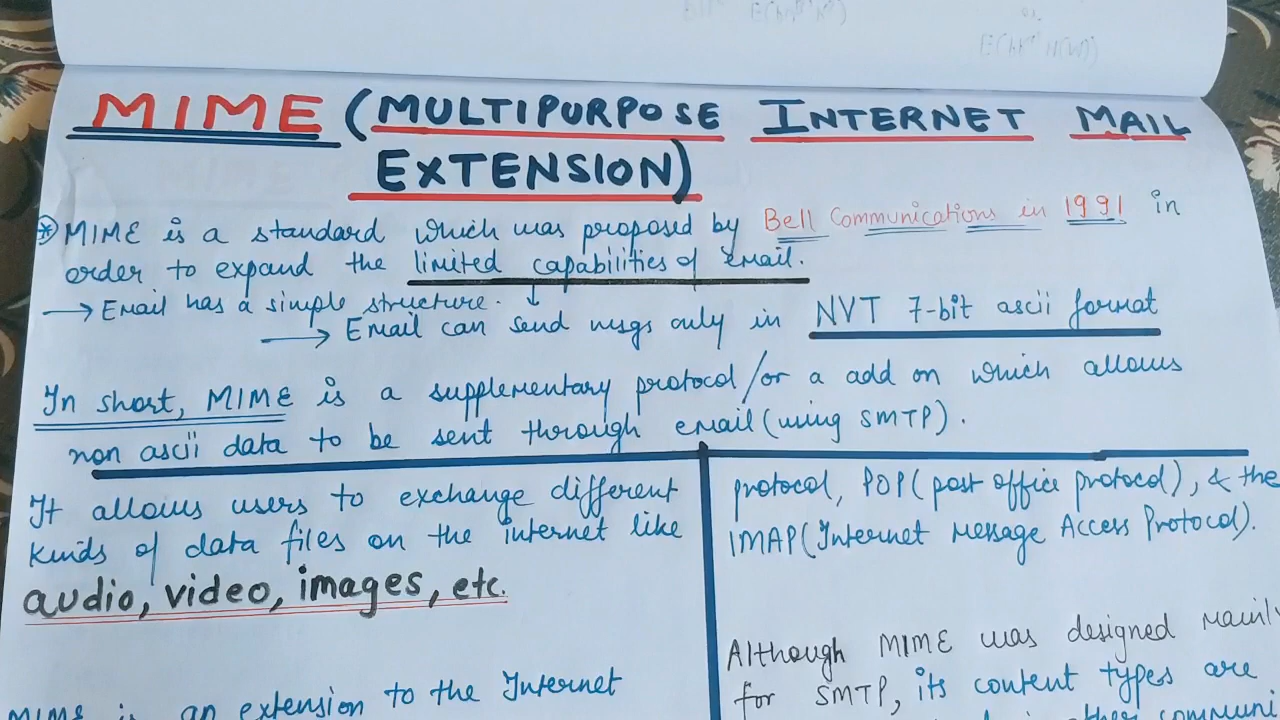 MIME (MULTIPURPOSE INTERNET MAIL
EXTENSION)
MIME is a standard which was proposed by Bell Communications in 1991 in
order to expand the limited capabilities of Email.
→ Email has a simple structure. ↓
→ Email can send msgs only in NVT 7-bit ascii format
In short, MIME is a supplementary protocol/or a add on which allows
non ascii data to be sent through email (using SMTP).
It allows users to exchange different
kinds of data files on the internet like
audio, video, images, etc.
MIME is an extension to the Internet
protocol, POP (post office protocol), & the
IMAP (Internet Message Access Protocol).
Although MIME was designed mainly
for SMTP, its content types are